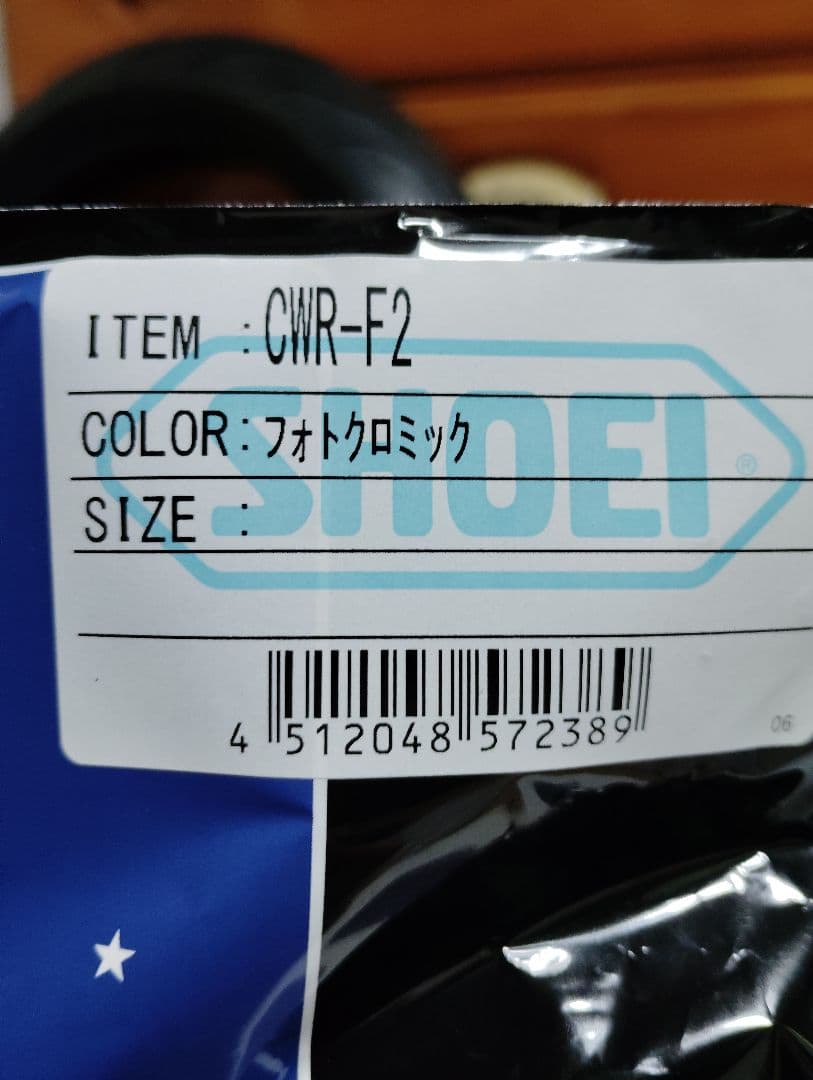 ITEM :CWR-F2
COLOR:フォトクロミック
SHOEI®
SIZE :
4 512048 572389
06